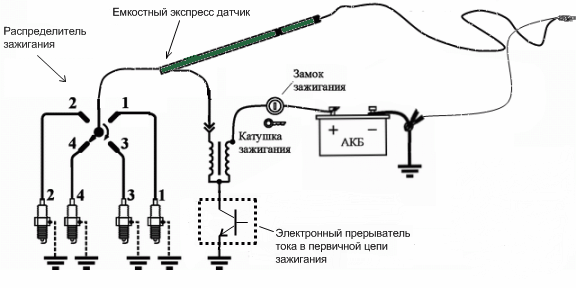 Емкостный экспресс датчик
Распределитель
зажигания
Замок
зажигания
2
1
4
3
Катушка
зажигания
+
−
АКБ
2
4
3
1
Электронный прерыватель
тока в первичной цепи
зажигания